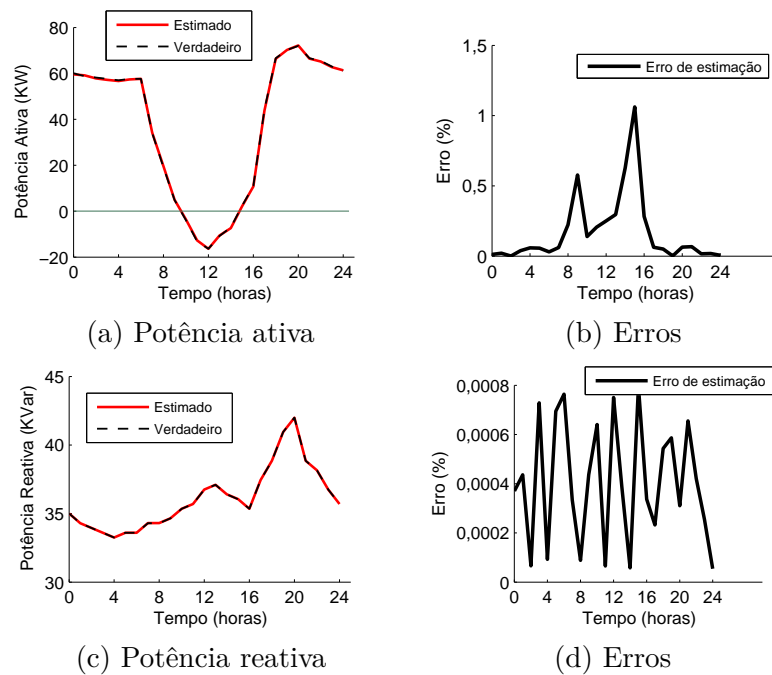 80
60
40
20
0
−20
0
4
8
12
16
20
24
Potência Ativa (KW)
Tempo (horas)
Estimado
Verdadeiro
(a) Potência ativa
1,5
1
0,5
0
0
4
8
12
16
20
24
Erro (%)
Tempo (horas)
Erro de estimação
(b) Erros
45
40
35
30
0
4
8
12
16
20
24
Potência Reativa (KVar)
Tempo (horas)
Estimado
Verdadeiro
(c) Potência reativa
0,0008
0,0006
0,0004
0,0002
0
0
4
8
12
16
20
24
Erro (%)
Tempo (horas)
Erro de estimação
(d) Erros